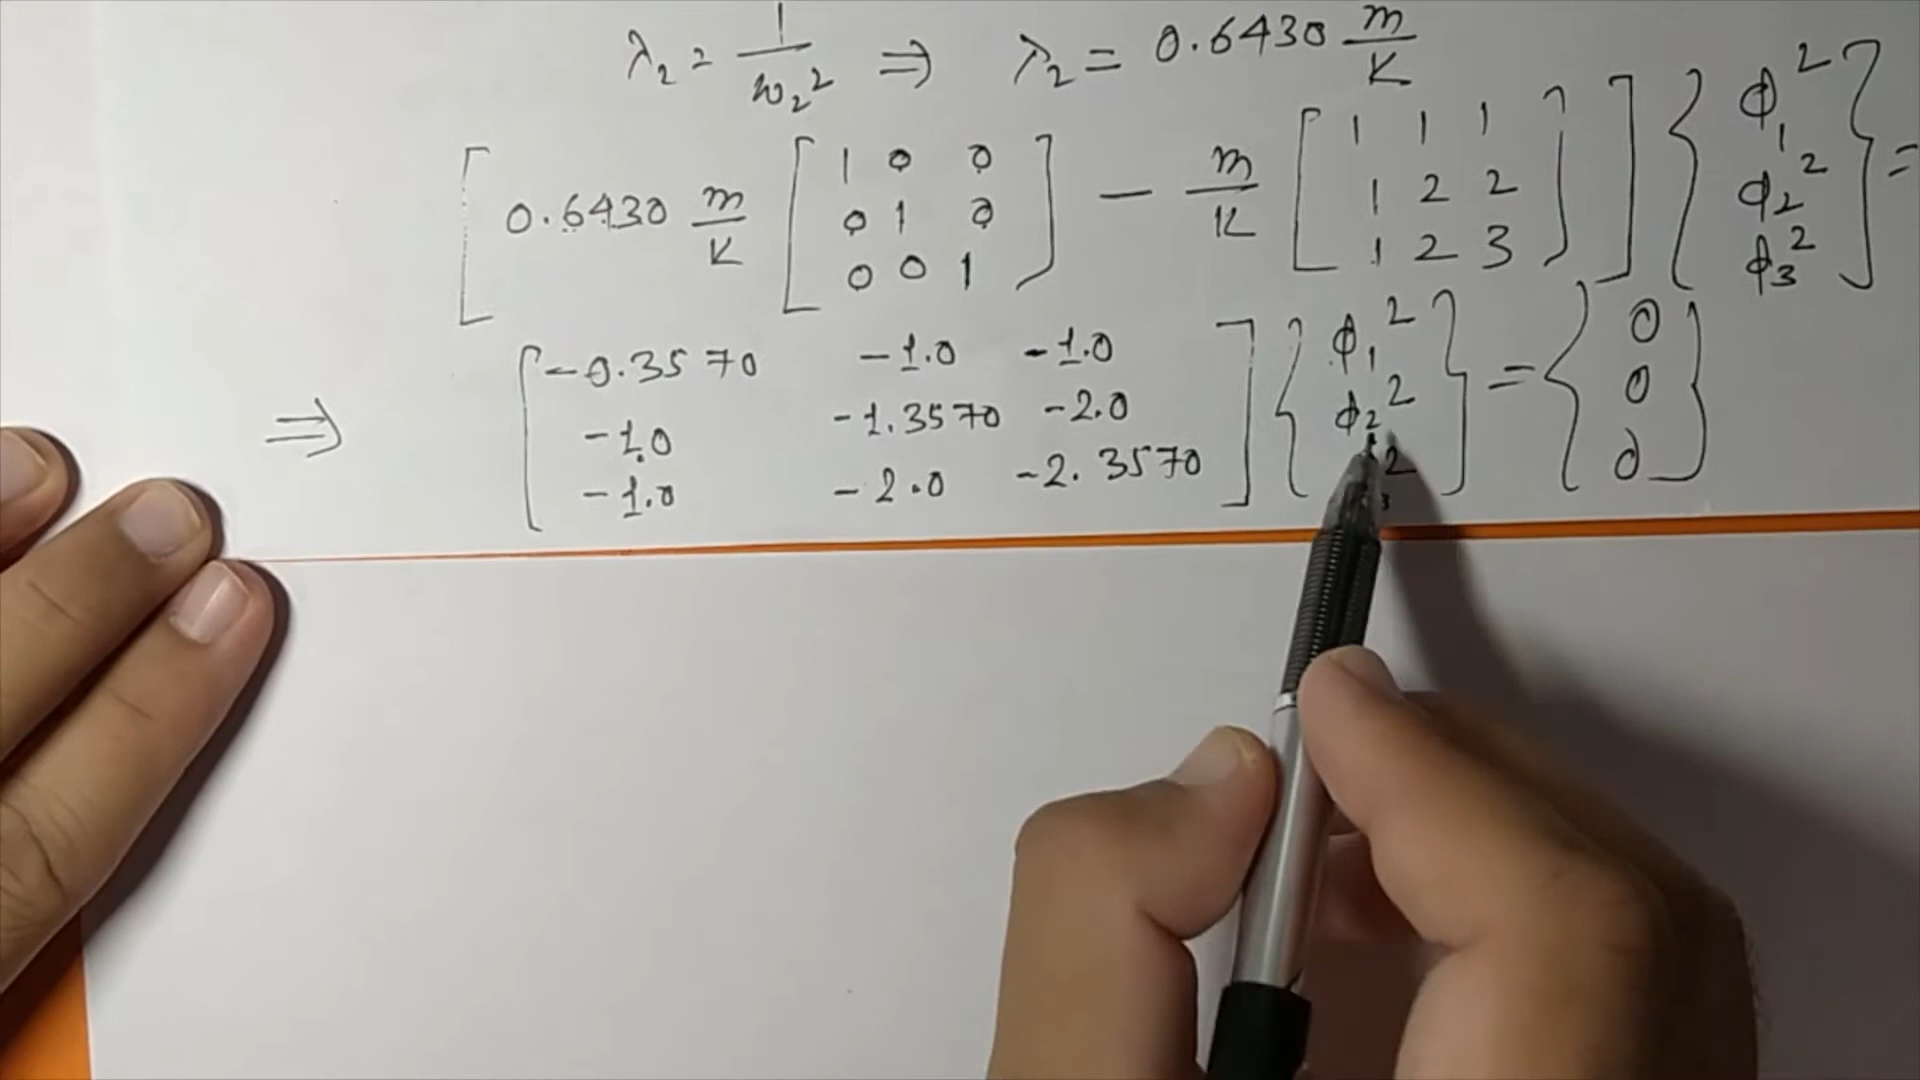 λ₂ = 1/ω₂² ⇒ λ₂ = 0.6430 m/K
[ 0.6430 m/K [ 1 0 0 ; 0 1 0 ; 0 0 1 ] − m/K [ 1 1 1 ; 1 2 2 ; 1 2 3 ] ] { ϕ₁² ; ϕ₂² ; ϕ₃² } =
⇒ [ -0.3570 -1.0 -1.0 ; -1.0 -1.3570 -2.0 ; -1.0 -2.0 -2.3570 ] { ϕ₁² ; ϕ₂² ; ₃² } = { 0 ; 0 ; 0 }